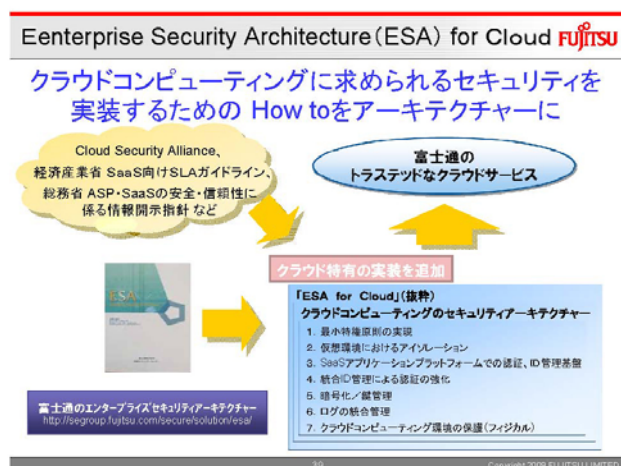 Eenterprise Security Architecture(ESA) for Cloud FUJITSU
クラウドコンピューティングに求められるセキュリティを
実装するための How toをアーキテクチャーに
Cloud Security Alliance、
経済産業省 SaaS向けSLAガイドライン、
総務省 ASP・SaaSの安全・信頼性に
係る情報開示指針 など
富士通の
トラステッドなクラウドサービス
クラウド特有の実装を追加
ESA
「ESA for Cloud」(抜粋)
クラウドコンピューティングのセキュリティアーキテクチャー
1. 最小特権原則の実現
2. 仮想環境におけるアイソレーション
3. SaaSアプリケーションプラットフォームでの認証、ID管理基盤
4. 統合ID管理による認証の強化
5. 暗号化／鍵管理
6. ログの統合管理
7. クラウドコンピューティング環境の保護(フィジカル)
富士通のエンタープライズセキュリティアーキテクチャー
http://segroup.fujitsu.com/secure/solution/esa/
39
Copyright 2009 FUJITSU LIMITED